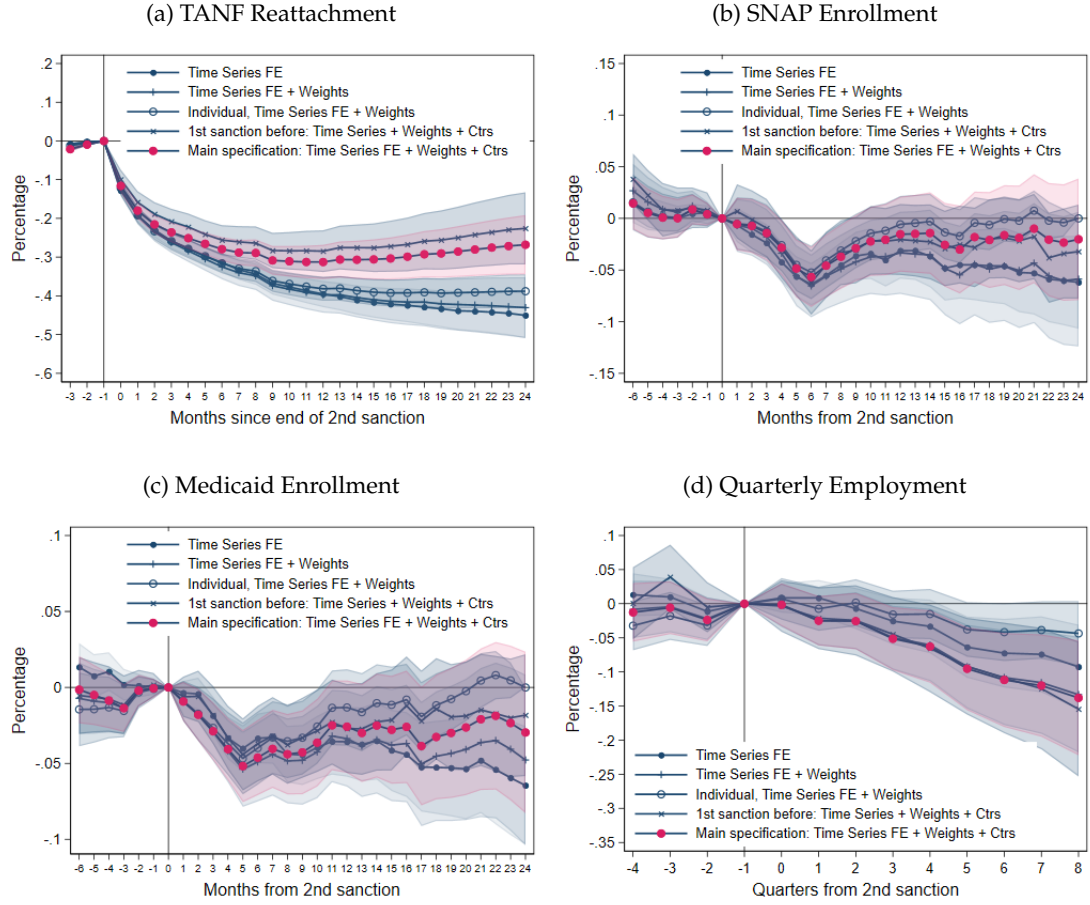 (a) TANF Reattachment
.2
.1
0
-.1
-.2
-.3
-.4
-.5
-.6
Percentage
Time Series FE
Time Series FE + Weights
Individual, Time Series FE + Weights
1st sanction before: Time Series + Weights + Ctrs
Main specification: Time Series FE + Weights + Ctrs
-3 -2 -1 0 1 2 3 4 5 6 7 8 9 10 11 12 13 14 15 16 17 18 19 20 21 22 23 24
Months since end of 2nd sanction
(b) SNAP Enrollment
.15
.1
.05
0
-.05
-.1
-.15
Percentage
Time Series FE
Time Series FE + Weights
Individual, Time Series FE + Weights
1st sanction before: Time Series + Weights + Ctrs
Main specification: Time Series FE + Weights + Ctrs
-6 -5 -4 -3 -2 -1 0 1 2 3 4 5 6 7 8 9 10 11 12 13 14 15 16 17 18 19 20 21 22 23 24
Months from 2nd sanction
(c) Medicaid Enrollment
.1
.05
0
-.05
-.1
Percentage
Time Series FE
Time Series FE + Weights
Individual, Time Series FE + Weights
1st sanction before: Time Series + Weights + Ctrs
Main specification: Time Series FE + Weights + Ctrs
-6 -5 -4 -3 -2 -1 0 1 2 3 4 5 6 7 8 9 10 11 12 13 14 15 16 17 18 19 20 21 22 23 24
Months from 2nd sanction
(d) Quarterly Employment
.1
.05
0
-.05
-.1
-.15
-.2
-.25
-.3
-.35
Percentage
Time Series FE
Time Series FE + Weights
Individual, Time Series FE + Weights
1st sanction before: Time Series + Weights + Ctrs
Main specification: Time Series FE + Weights + Ctrs
-4 -3 -2 -1 0 1 2 3 4 5 6 7 8
Quarters from 2nd sanction